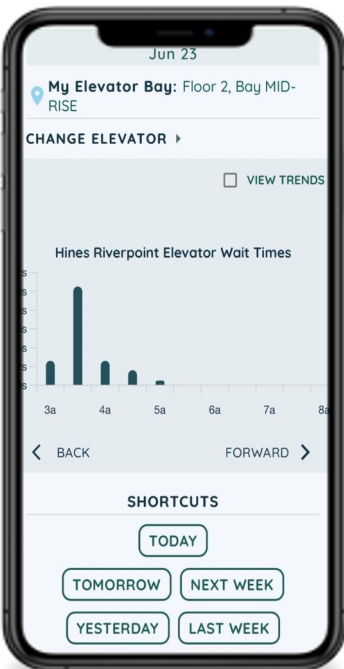 Jun 23
My Elevator Bay: Floor 2, Bay MID-
RISE
CHANGE ELEVATOR
VIEW TRENDS
Hines Riverpoint Elevator Wait Times
s
s
s
s
s
s
s
3a 4a 5a 6a 7a 8a
BACK FORWARD
SHORTCUTS
TODAY
TOMORROW NEXT WEEK
YESTERDAY LAST WEEK